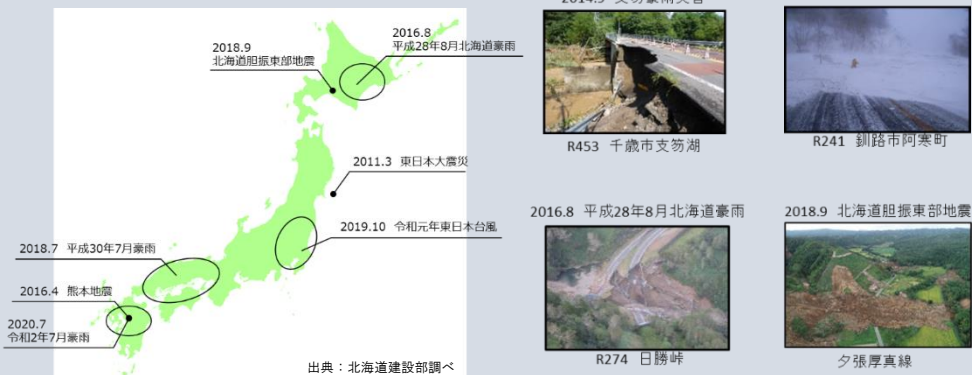 2016.8
平成28年8月北海道豪雨
2018.9
北海道胆振東部地震
2011.3 東日本大震災
2019.10 令和元年東日本台風
2018.7 平成30年7月豪雨
2016.4 熊本地震
2020.7
令和2年7月豪雨
出典：北海道建設部調べ
R453 千歳市支笏湖
R241 釧路市阿寒町
2016.8 平成28年8月北海道豪雨
2018.9 北海道胆振東部地震
R274 日勝峠
夕張厚真線